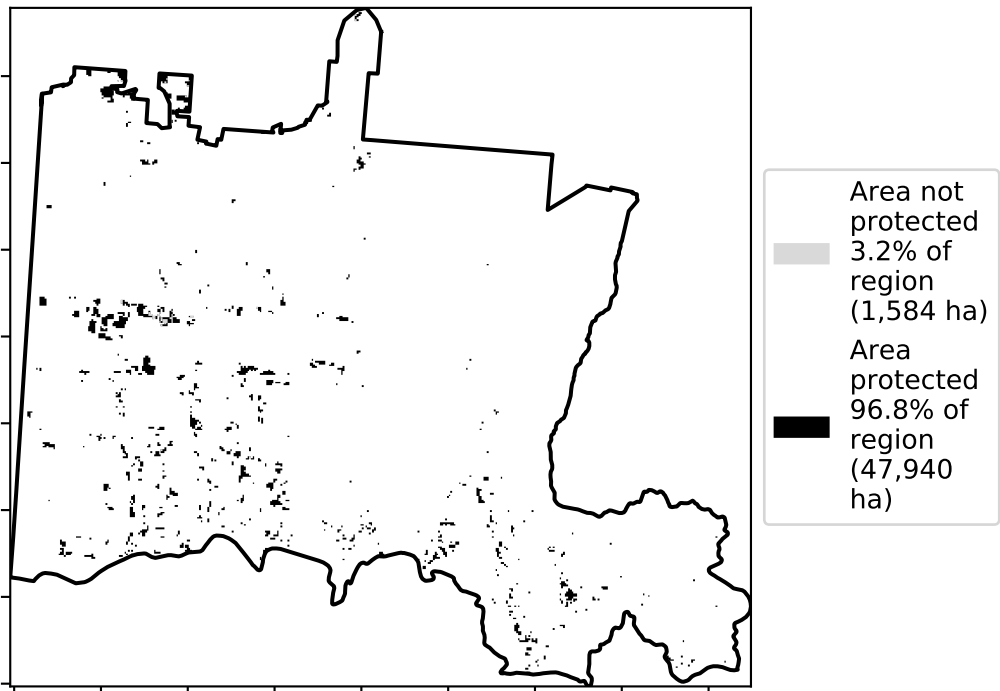 Area not
protected
3.2% of
region
(1,584 ha)
Area
protected
96.8% of
region
(47,940
ha)